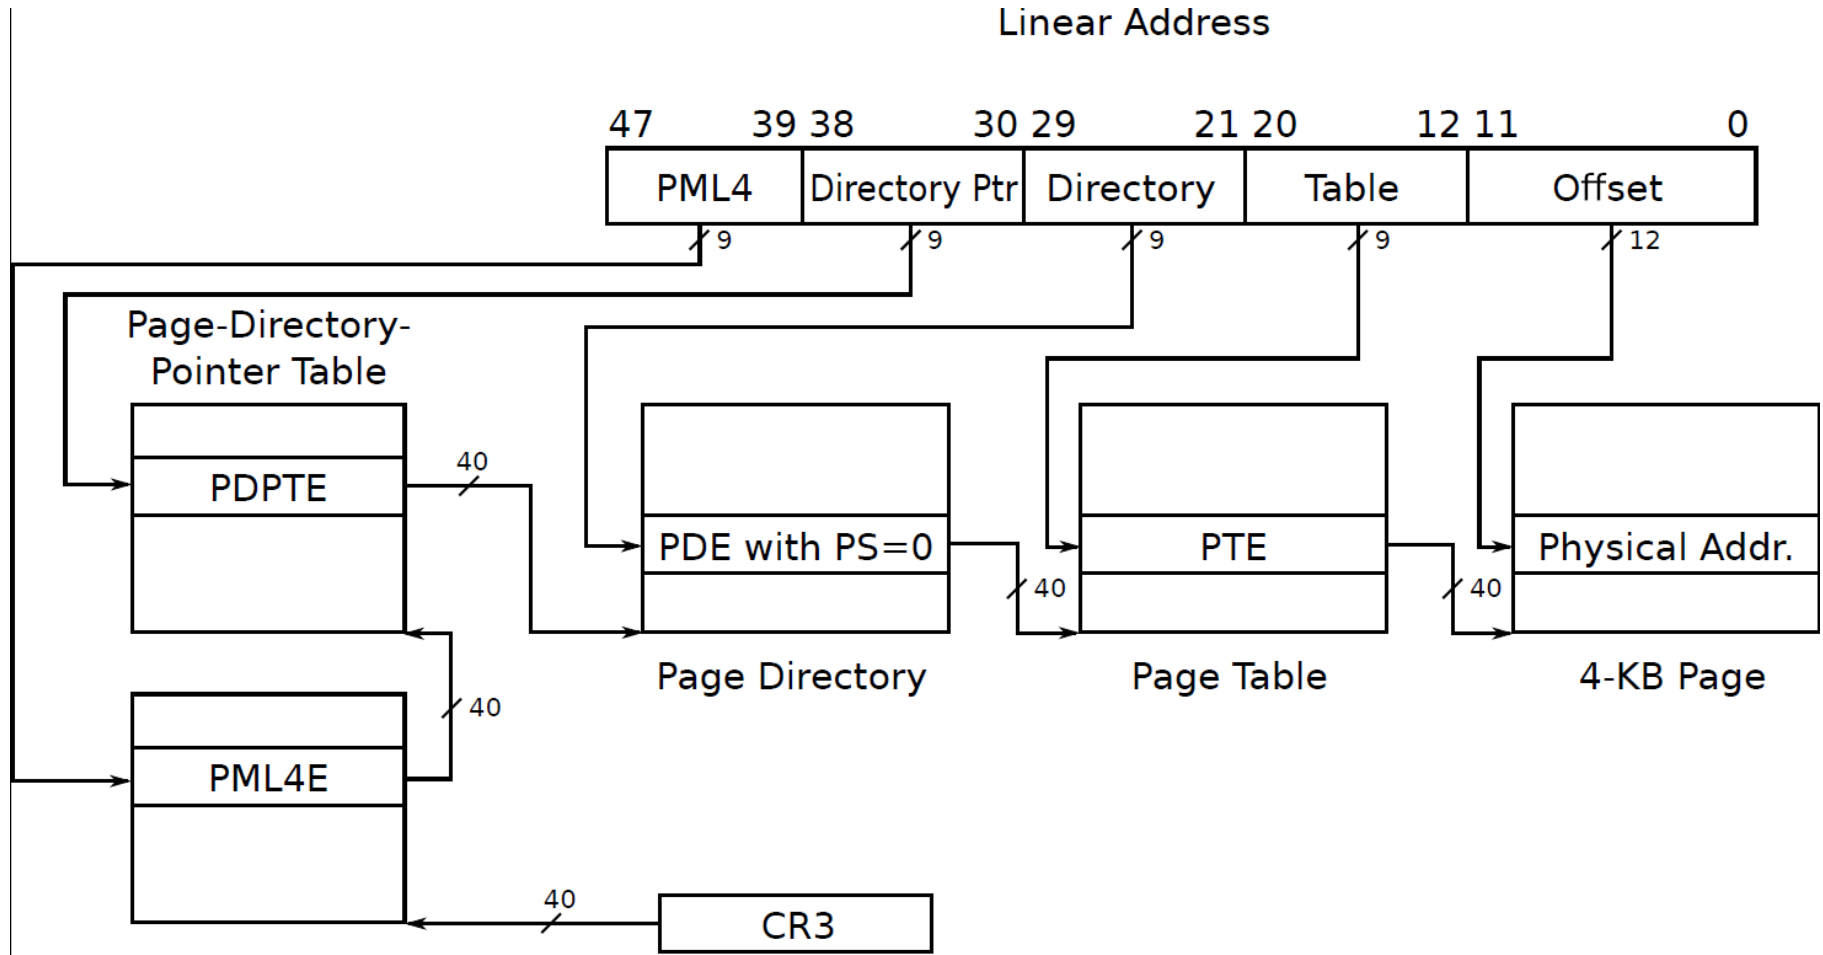 Linear Address
47 39 38 30 29 21 20 12 11 0
PML4 Directory Ptr Directory Table Offset
9 9 9 9 12
Page-Directory-
Pointer Table
40
PDPTE
PDE with PS=0 PTE Physical Addr.
40 40
Page Directory Page Table 4-KB Page
40
PML4E
40
CR3